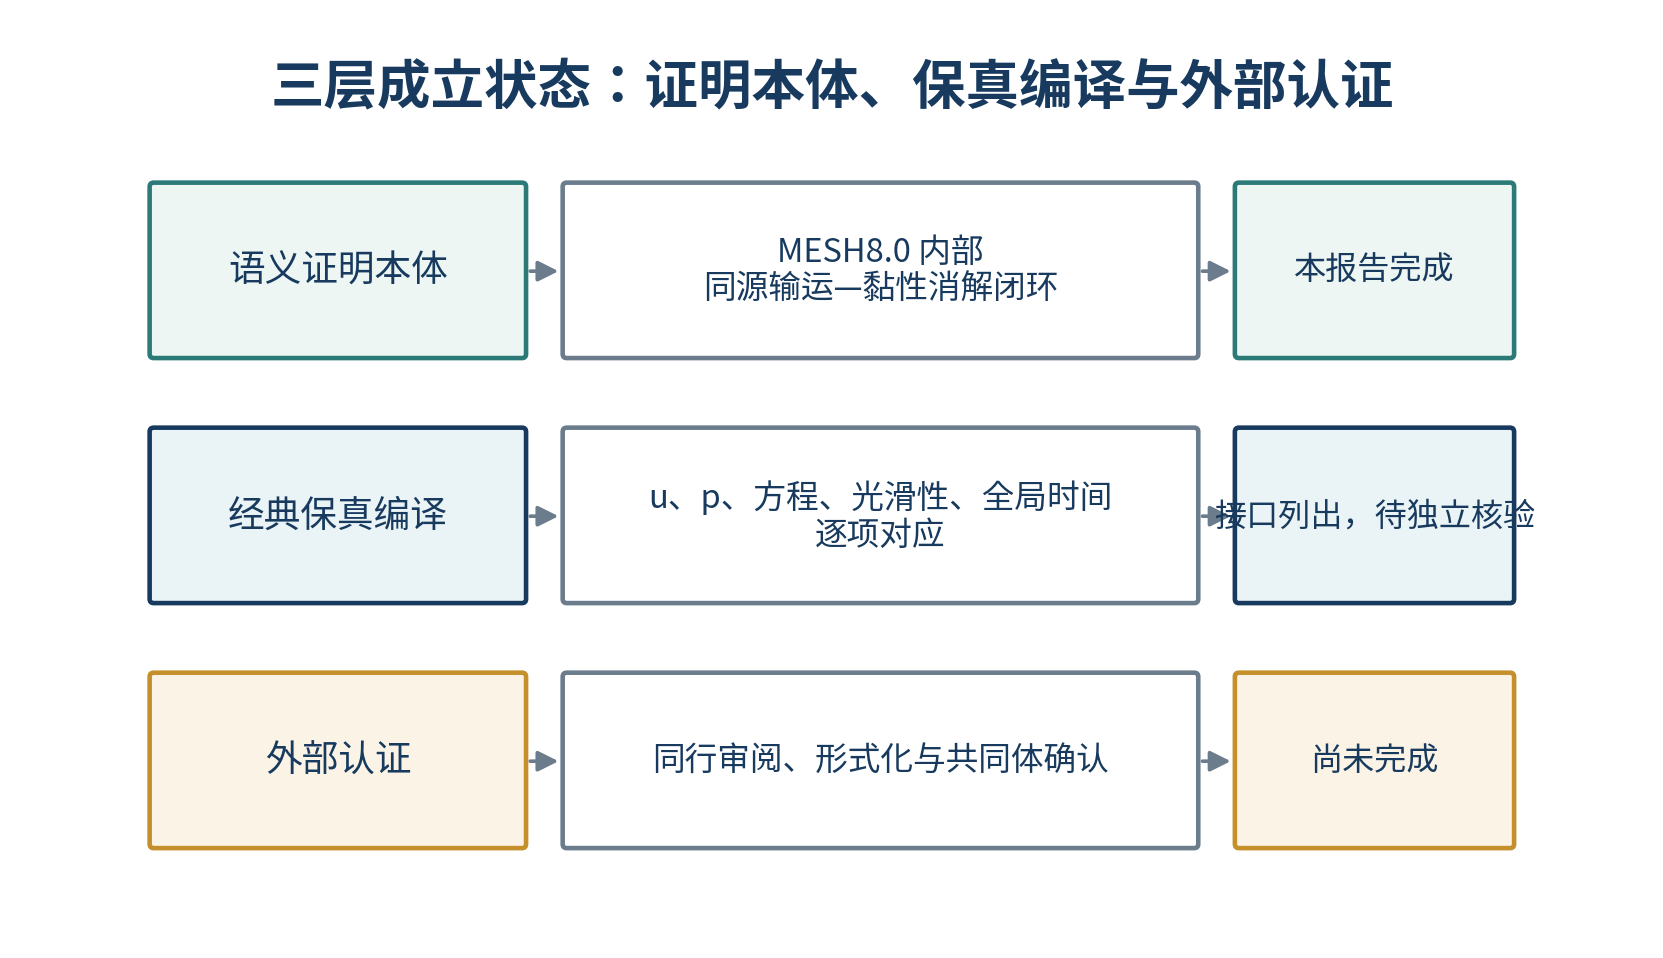 三层成立状态：证明本体、保真编译与外部认证
语义证明本体
MESH8.0 内部
同源输运—黏性消解闭环
本报告完成
经典保真编译
u、p、方程、光滑性、全局时间
逐项对应
接口列出，待独立核验
外部认证
同行审阅、形式化与共同体确认
尚未完成